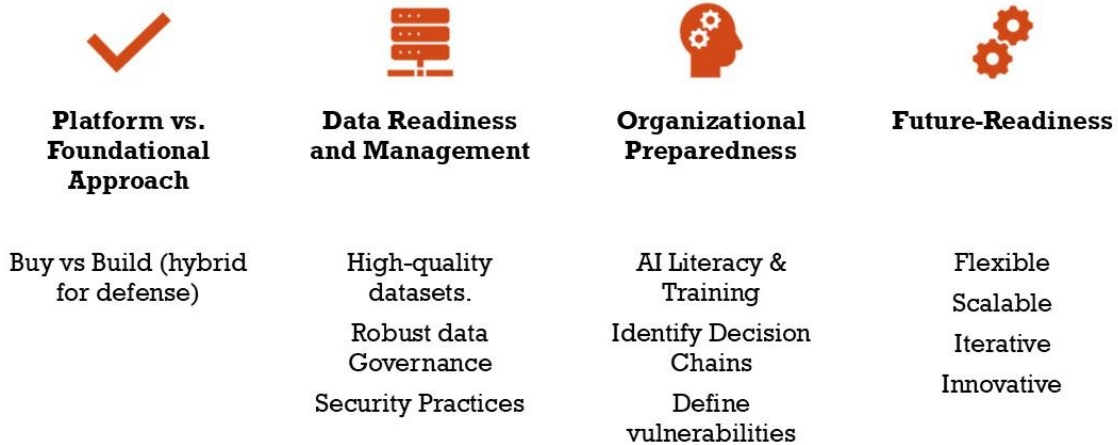 Platform vs.
Foundational
Approach
Buy vs Build (hybrid
for defense)
Data Readiness
and Management
High-quality
datasets.
Robust data
Governance
Security Practices
Organizational
Preparedness
AI Literacy &
Training
Identify Decision
Chains
Define
vulnerabilities
Future-Readiness
Flexible
Scalable
Iterative
Innovative